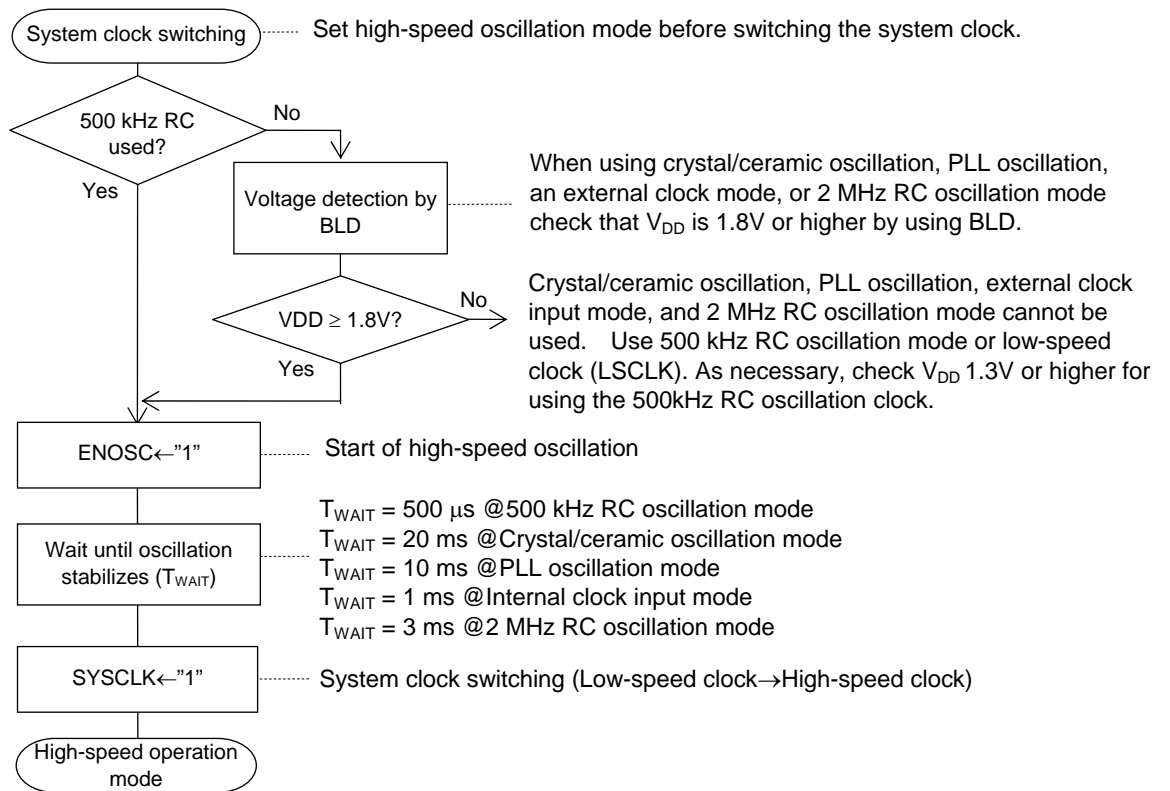 System clock switching
Set high-speed oscillation mode before switching the system clock.
500 kHz RC
used?
No
Yes
Voltage detection by
BLD
When using crystal/ceramic oscillation, PLL oscillation,
an external clock mode, or 2 MHz RC oscillation mode
check that VDD is 1.8V or higher by using BLD.
VDD ≥ 1.8V?
No
Yes
Crystal/ceramic oscillation, PLL oscillation, external clock
input mode, and 2 MHz RC oscillation mode cannot be
used. Use 500 kHz RC oscillation mode or low-speed
clock (LSCLK). As necessary, check VDD 1.3V or higher for
using the 500kHz RC oscillation clock.
ENOSC←"1"
Start of high-speed oscillation
Wait until oscillation
stabilizes (TWAIT)
TWAIT = 500 μs @500 kHz RC oscillation mode
TWAIT = 20 ms @Crystal/ceramic oscillation mode
TWAIT = 10 ms @PLL oscillation mode
TWAIT = 1 ms @Internal clock input mode
TWAIT = 3 ms @2 MHz RC oscillation mode
SYSCLK←"1"
System clock switching (Low-speed clock→High-speed clock)
High-speed operation
mode